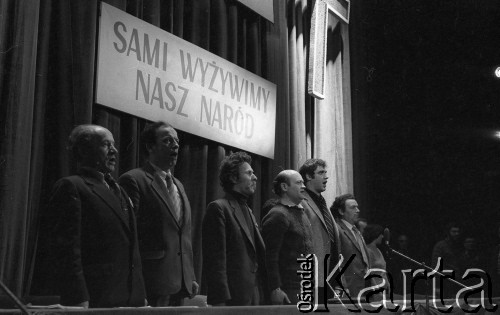 SAMI WYŻYWIMY
NASZ NARÓD
Ośrodek
Karta